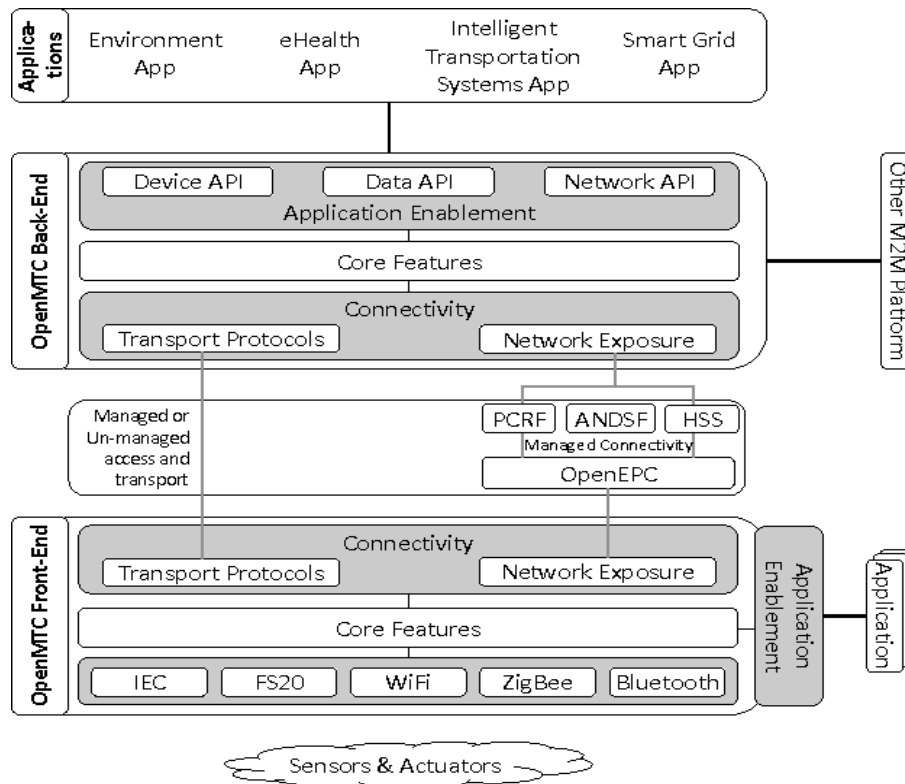 Applica-
tions
Environment
App
eHealth
App
Intelligent
Transportation
Systems App
Smart Grid
App
OpenMTC Back-End
Device API
Data API
Network API
Application Enablement
Core Features
Connectivity
Transport Protocols
Network Exposure
Other M2M Platform
Managed or
Un-managed
access and
transport
PCRF
ANDSF
HSS
Managed Connectivity
OpenEPC
OpenMTC Front-End
Connectivity
Transport Protocols
Network Exposure
Core Features
IEC
FS20
WiFi
ZigBee
Bluetooth
Application
Enablement
Application
Sensors & Actuators